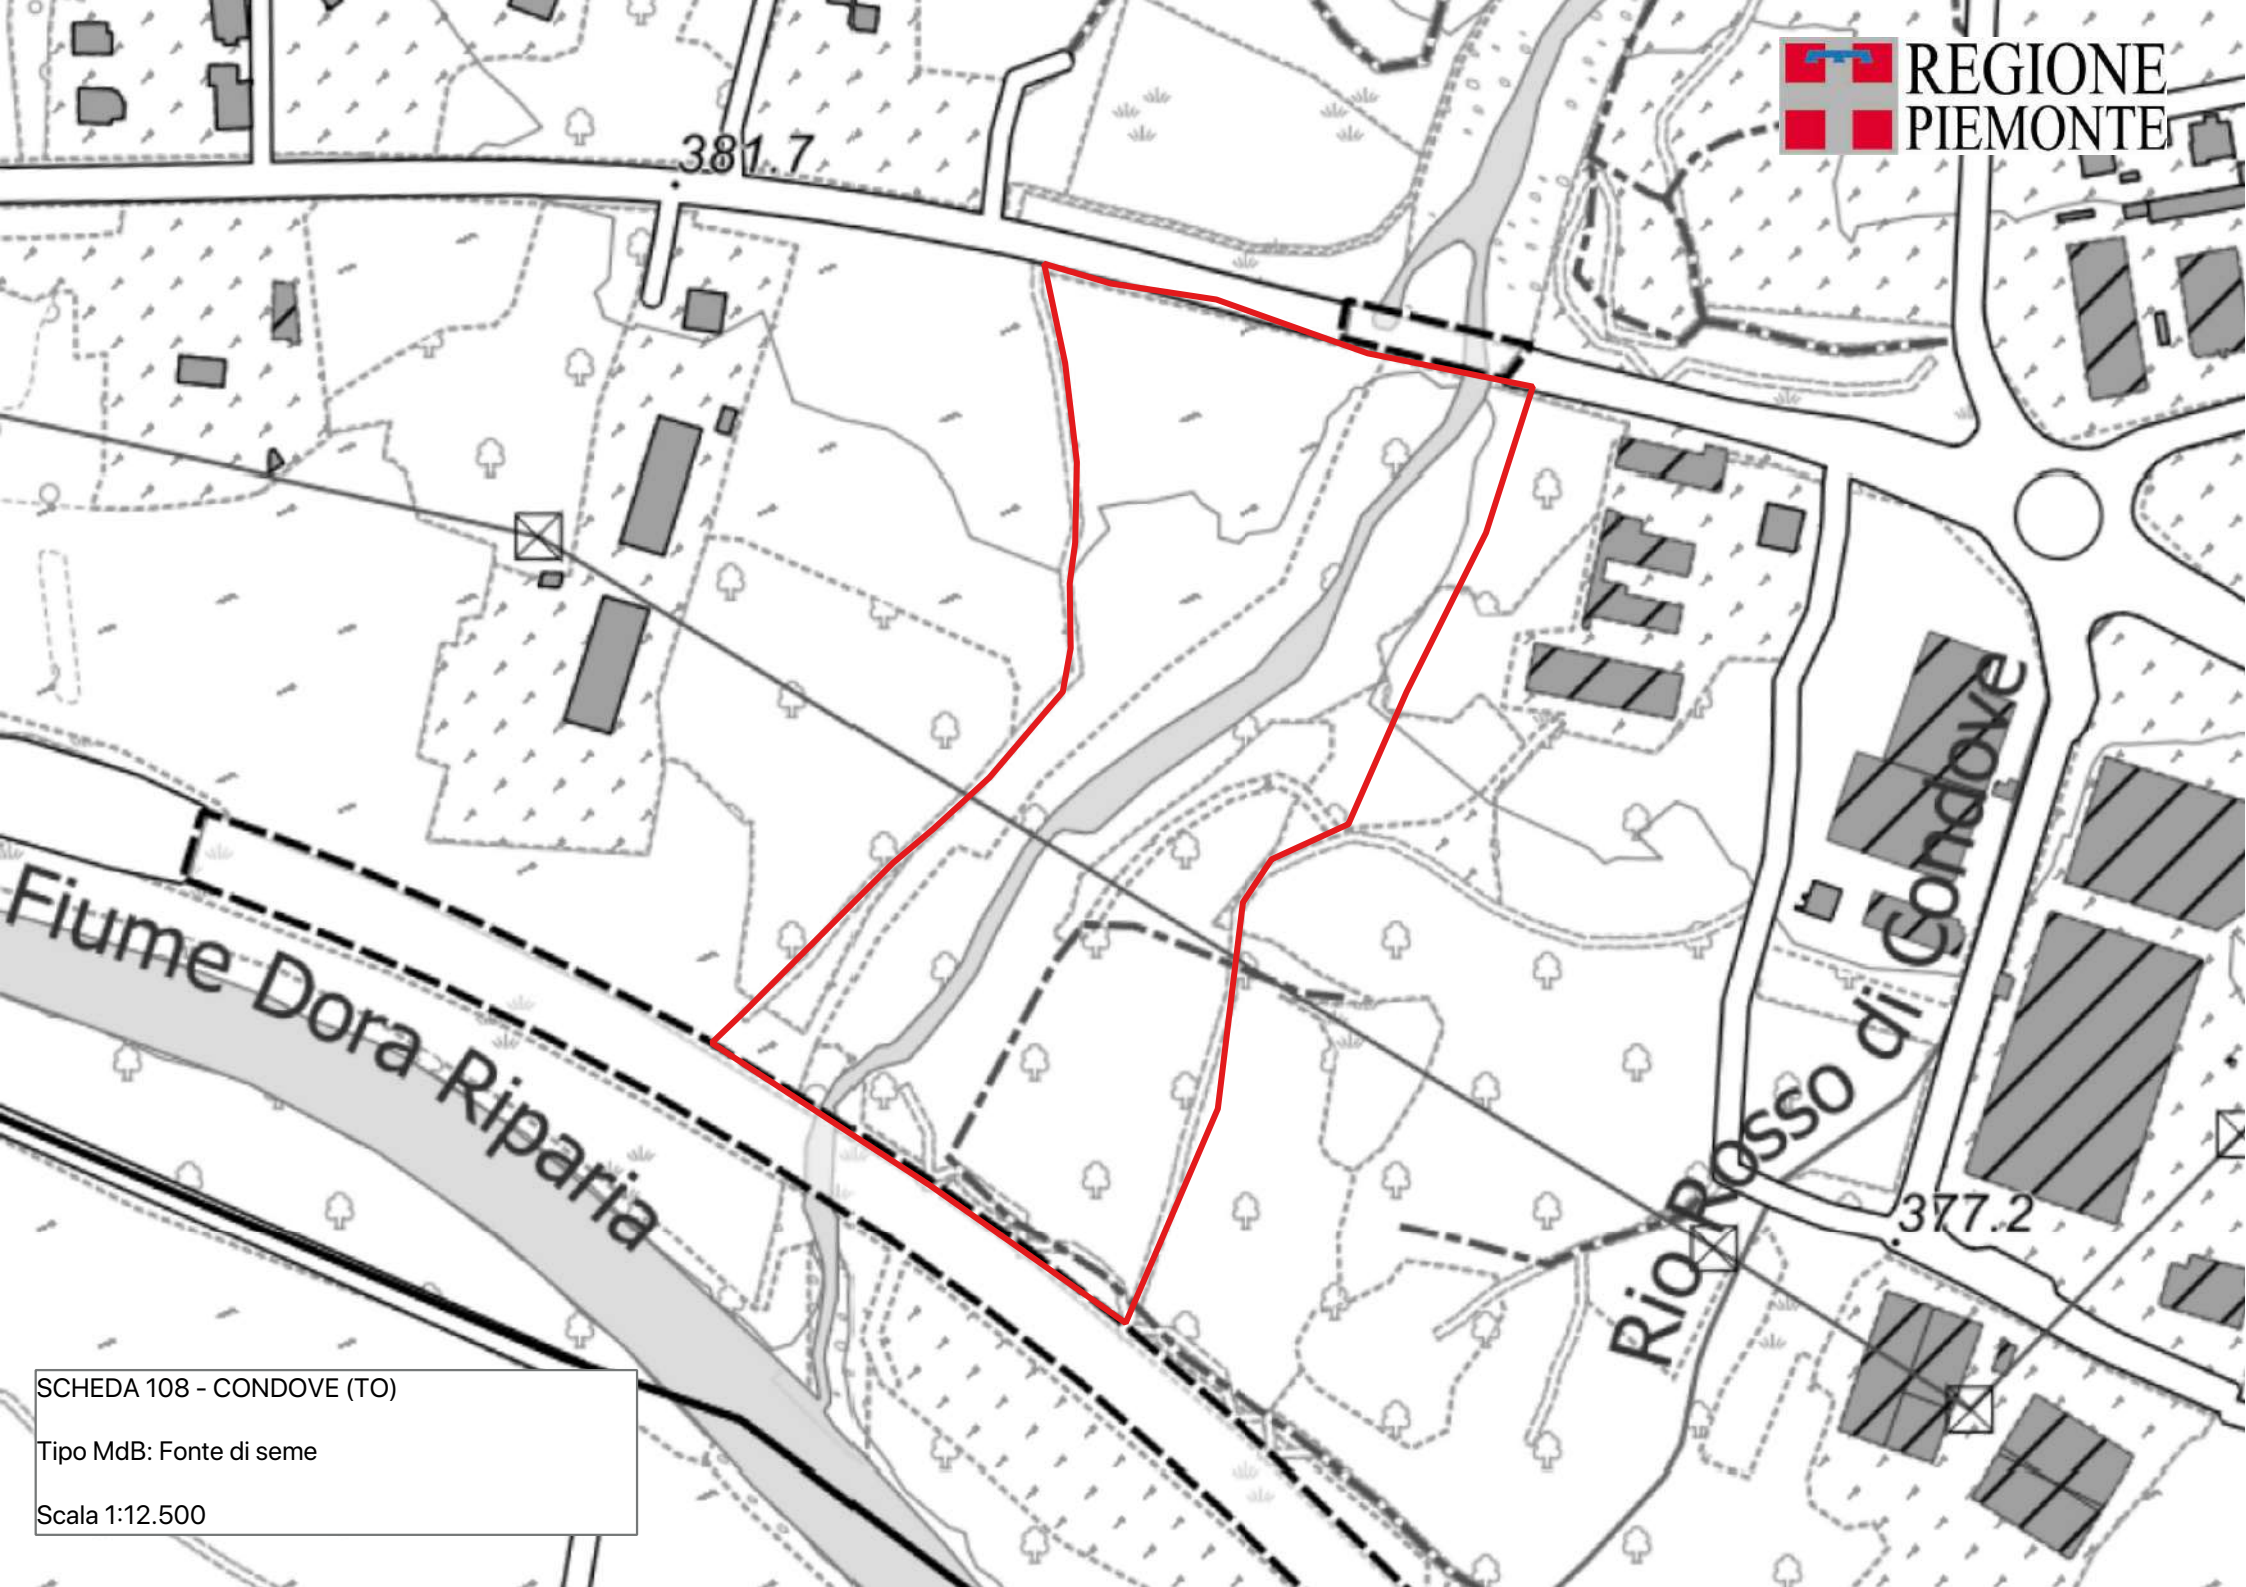 REGIONE
PIEMONTE
381.7
Fiume Dora Riparia
Rio Rosso di Condove
377.2
SCHEDA 108 - CONDOVE (TO)
Tipo MdB: Fonte di seme
Scala 1:12.500